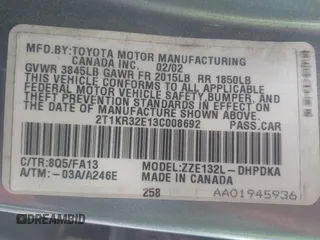 MFD.BY:TOYOTA MOTOR MANUFACTURING
CANADA INC. 02/02
GVWR 3845LB GAWR FR 2015LB RR 1850LB
THIS VEHICLE CONFORMS TO ALL APPLICABLE
FEDERAL MOTOR VEHICLE SAFETY,BUMPER, AND
THEFT PREVENTION STANDARDS IN EFFECT ON
THE DATE OF MANUFACTURE SHOWN ABOVE.
2T1KR32E13C008692 PASS.CAR
C/TR:8Q5/FA13 MODEL:ZZE132L-DHPDKA
A/TM:-03A/A246E MADE IN CANADA
258 AA01945936
DREAMBID